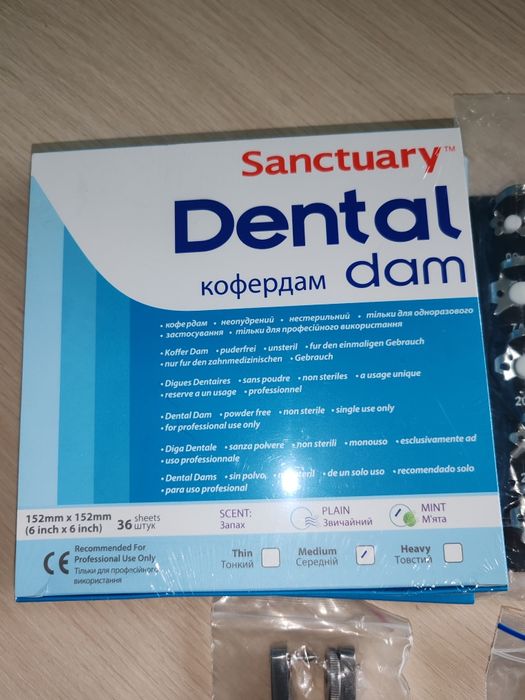 Sanctuary™
Dental
кофердам dam
• кофердам • неопудрений • нестерильний • тільки для одноразового
• застосування • тільки для професійного використання
Koffer Dam • puderfrei • unsteril • fur den einmaligen Gebrauch
• nur fur den zahnmedizinischen • Gebrauch
Digues Dentaires • sans poudre • non steriles • a usage unique
• reserve a un usage • professionnel
• Dental Dam • powder free • non sterile • single use only
• for professional use only
Diga Dentale • sanza polvere • non sterili • monouso • esclusivamente ad
• uso professionnale
• Dental Dams • sin polvo • de un solo uso • recomendado solo
• para uso profesional
152mm x 152mm
(6 inch x 6 inch)
36 sheets
штук
SCENT:
Запах
PLAIN
Звичайний
MINT
М'ята
CE
Recommended For
Professional Use Only
Тільки для професійного
використання
Thin
Тонкий
Medium
Середній
Heavy
Товстий
7
20